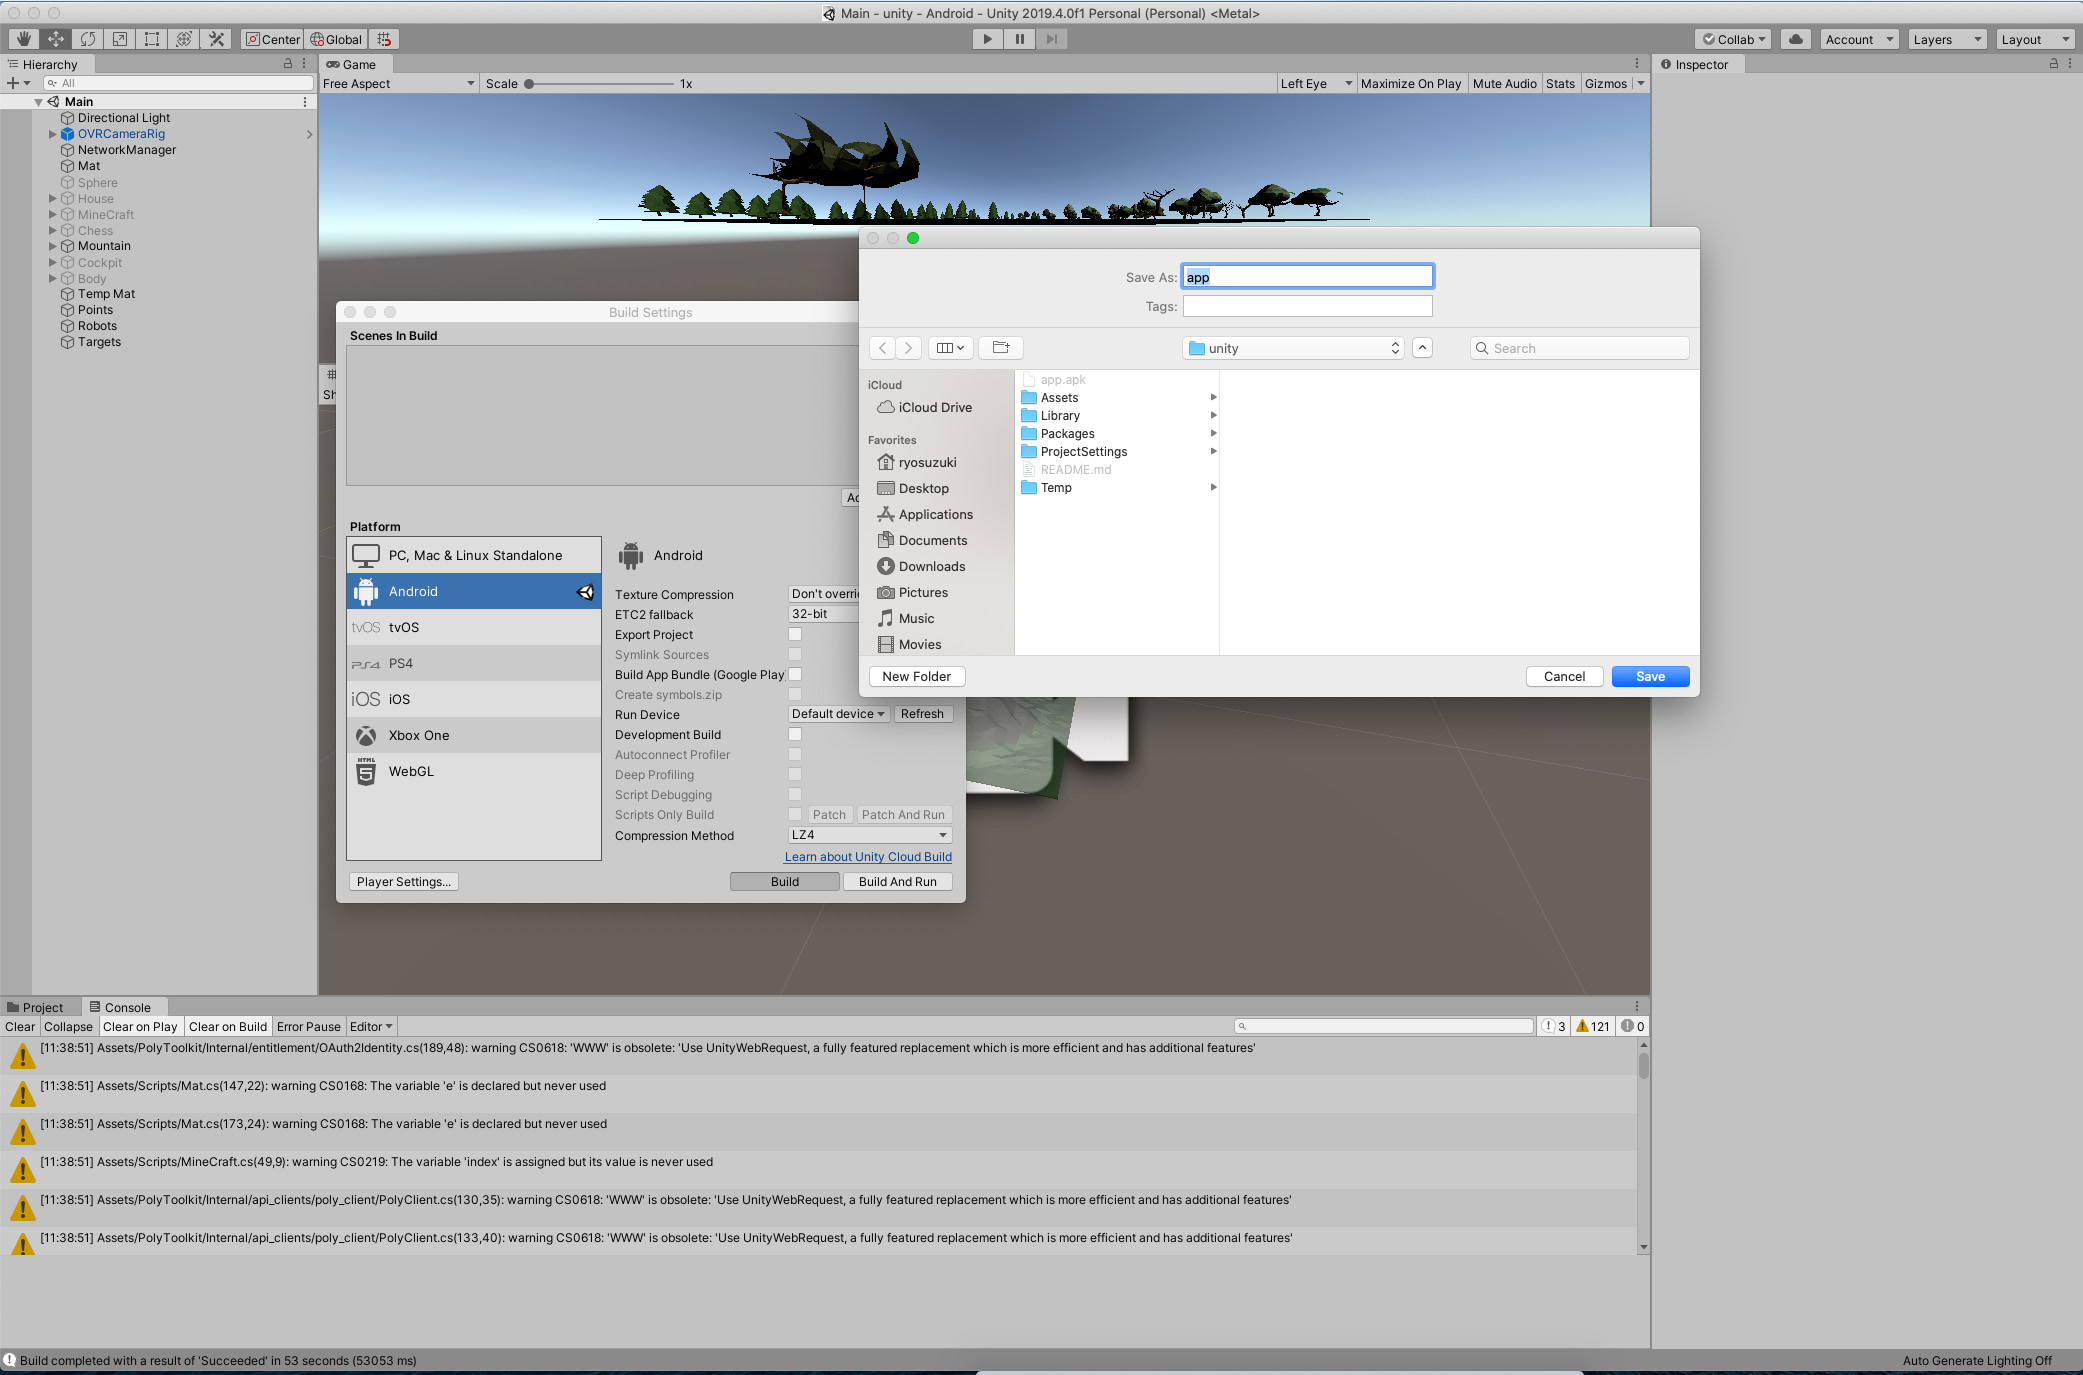 Main - unity - Android - Unity 2019.4.0f1 Personal (Personal) <Metal>
Center Global Collab Account Layers Layout
Hierarchy
All
Main
Directional Light
OVRCameraRig
NetworkManager
Mat
Sphere
House
MineCraft
Chess
Mountain
Cockpit
Body
Temp Mat
Points
Robots
Targets
Game
Free Aspect Scale 1x Left Eye Maximize On Play Mute Audio Stats Gizmos
Inspector
Sh
Build Settings
Scenes In Build
Platform
PC, Mac & Linux Standalone
Android
tvOS tvOS
PS4 PS4
iOS iOS
Xbox One
HTML 5 WebGL
Android
Texture Compression Don't overri
ETC2 fallback 32-bit
Export Project
Symlink Sources
Build App Bundle (Google Play)
Create symbols.zip
Run Device Default device Refresh
Development Build
Autoconnect Profiler
Deep Profiling
Script Debugging
Scripts Only Build Patch Patch And Run
Compression Method LZ4
Learn about Unity Cloud Build
Player Settings... Build Build And Run
Save As: app
Tags:
unity Search
iCloud
iCloud Drive
Favorites
ryosuzuki
Desktop
Applications
Documents
Downloads
Pictures
Music
Movies
app.apk
Assets
Library
Packages
ProjectSettings
README.md
Temp
New Folder Cancel Save
Project Console
Clear Collapse Clear on Play Clear on Build Error Pause Editor 3 121 0
[11:38:51] Assets/PolyToolkit/Internal/entitlement/OAuth2Identity.cs(189,48): warning CS0618: 'WWW' is obsolete: 'Use UnityWebRequest, a fully featured replacement which is more efficient and has additional features'
[11:38:51] Assets/Scripts/Mat.cs(147,22): warning CS0168: The variable 'e' is declared but never used
[11:38:51] Assets/Scripts/Mat.cs(173,24): warning CS0168: The variable 'e' is declared but never used
[11:38:51] Assets/Scripts/MineCraft.cs(49,9): warning CS0219: The variable 'index' is assigned but its value is never used
[11:38:51] Assets/PolyToolkit/Internal/api_clients/poly_client/PolyClient.cs(130,35): warning CS0618: 'WWW' is obsolete: 'Use UnityWebRequest, a fully featured replacement which is more efficient and has additional features'
[11:38:51] Assets/PolyToolkit/Internal/api_clients/poly_client/PolyClient.cs(133,40): warning CS0618: 'WWW' is obsolete: 'Use UnityWebRequest, a fully featured replacement which is more efficient and has additional features'
Build completed with a result of 'Succeeded' in 53 seconds (53053 ms)
Auto Generate Lighting Off